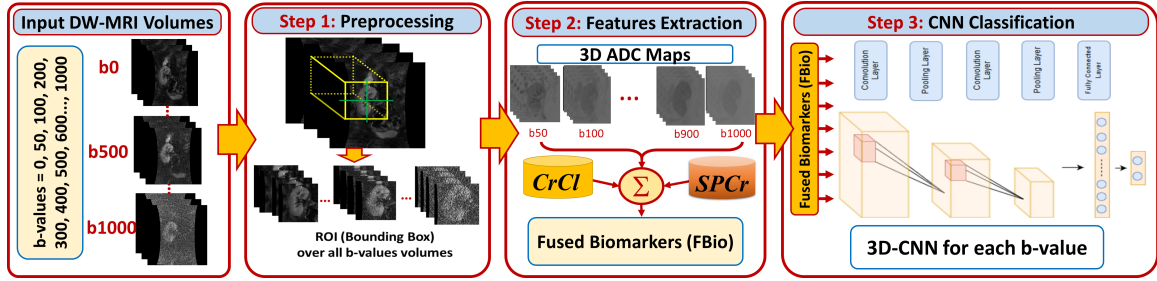 Input DW-MRI Volumes
b-values = 0, 50, 100, 200,
300, 400, 500, 600..., 1000
b0
b500
b1000
Step 1: Preprocessing
ROI (Bounding Box)
over all b-values volumes
Step 2: Features Extraction
3D ADC Maps
b50
b100
b900
b1000
CrCl
Σ
SPCr
Fused Biomarkers (FBio)
Step 3: CNN Classification
Fused Biomarkers (FBio)
Convolution
Layer
Pooling Layer
Convolution
Layer
Pooling Layer
Fully Connected
Layer
3D-CNN for each b-value